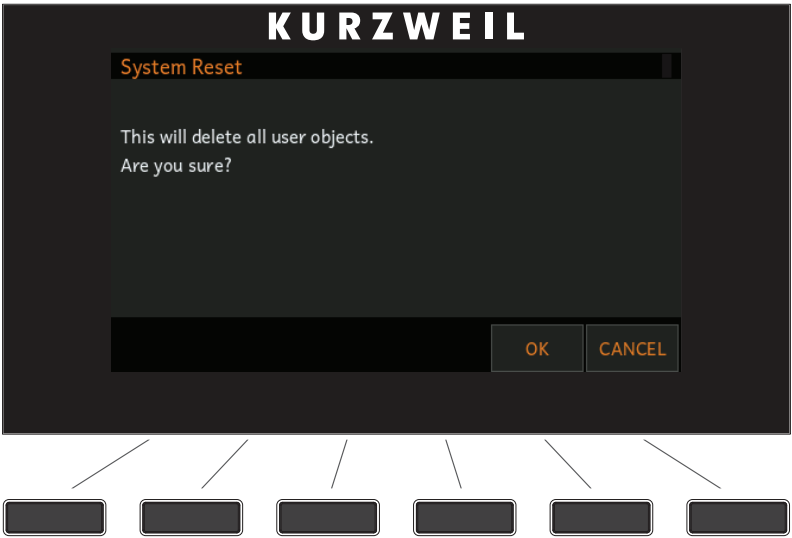 KURZWEIL
System Reset
This will delete all user objects.
Are you sure?
OK CANCEL